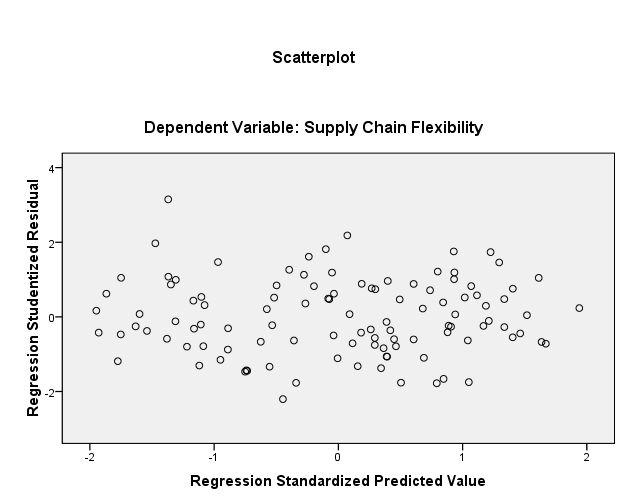 Scatterplot
Dependent Variable: Supply Chain Flexibility
Regression Studentized Residual
4
2
0
-2
-2
-1
0
1
2
Regression Standardized Predicted Value